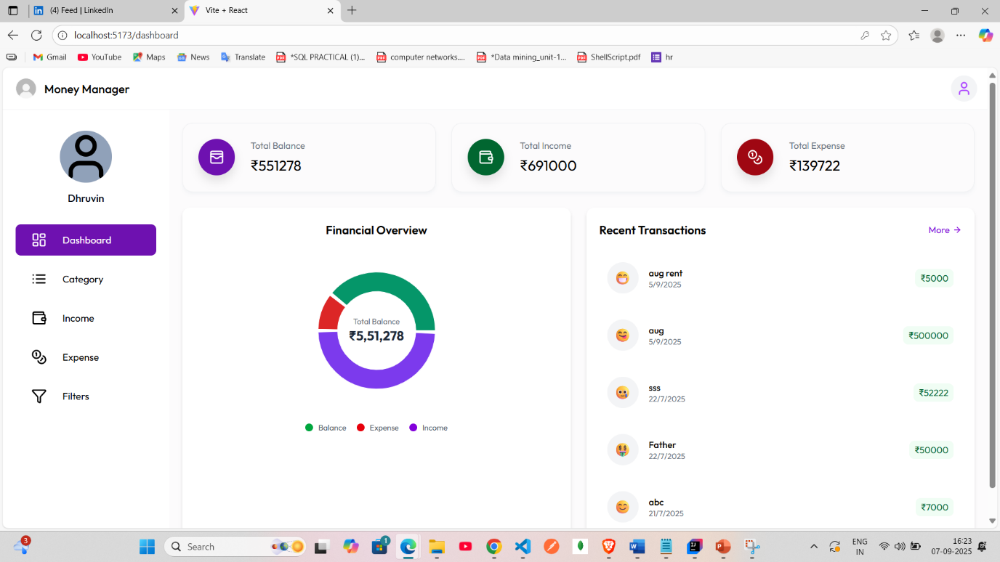 (4) Feed | LinkedIn
Vite + React
localhost:5173/dashboard
Gmail YouTube Maps News Translate *SQL PRACTICAL (1)... computer networks.... *Data mining_unit-1... ShellScript.pdf hr
Money Manager
Dhruvin
Dashboard
Category
Income
Expense
Filters
Total Balance
₹551278
Total Income
₹691000
Total Expense
₹139722
Financial Overview
Total Balance
₹5,51,278
Balance Expense Income
Recent Transactions
More →
aug rent
5/9/2025
₹5000
aug
5/9/2025
₹500000
sss
22/7/2025
₹52222
Father
22/7/2025
₹50000
abc
21/7/2025
₹7000
3
Search
1
ENG
IN
16:23
07-09-2025